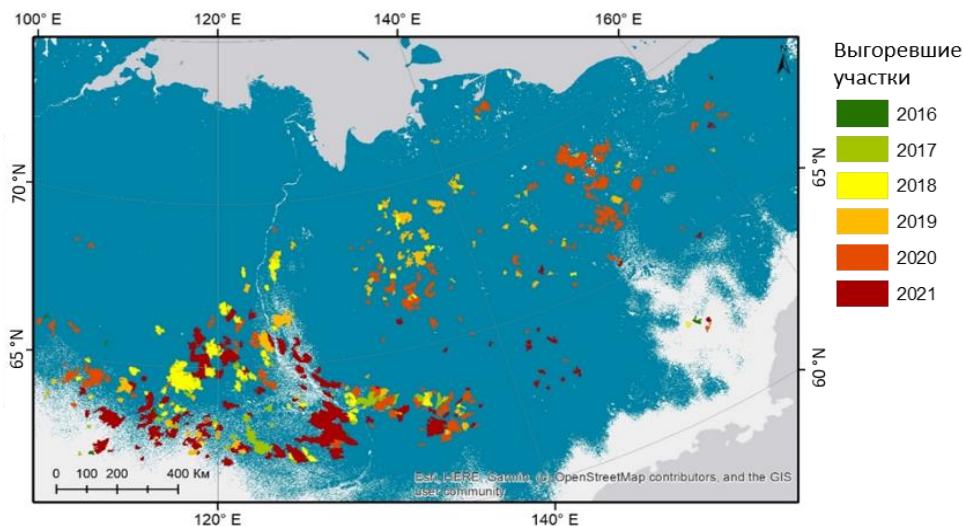 100° E
120° E
140° E
160° E
Выгоревшие
участки
2016
2017
2018
2019
2020
2021
70° N
65° N
65° N
60° N
0 100 200 400 Км
Esri, HERE, Garmin, (c) OpenStreetMap contributors, and the GIS
user community
120° E
140° E